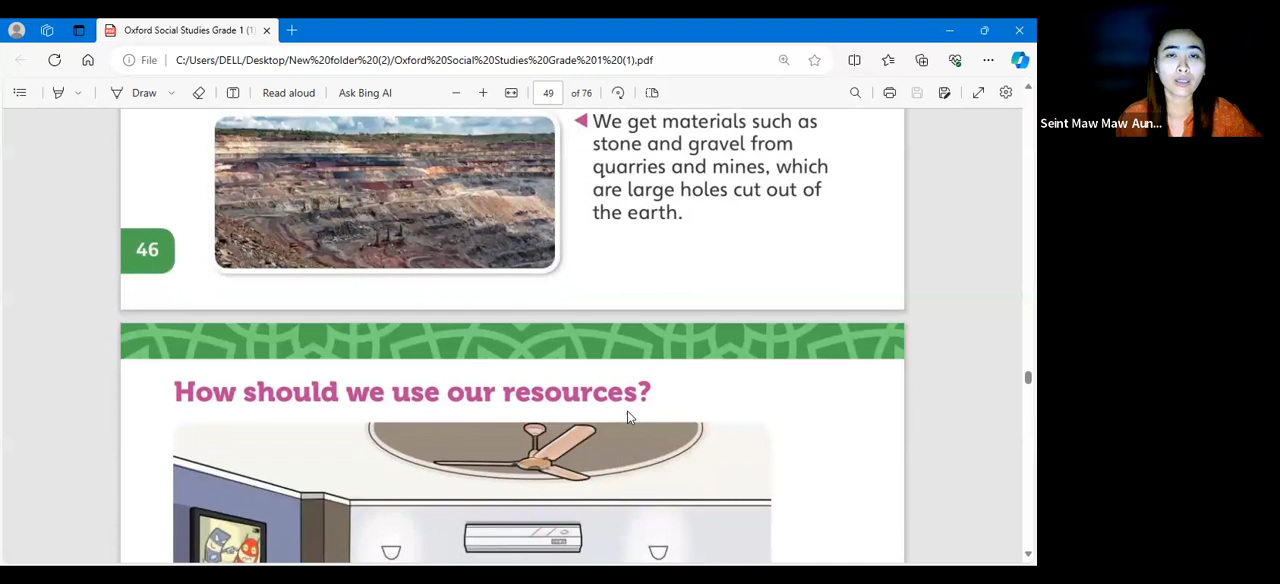 Oxford Social Studies Grade 1 (1)
File
C:/Users/DELL/Desktop/New%20folder%20(2)/Oxford%20Social%20Studies%20Grade%201%20(1).pdf
Draw
Read aloud
Ask Bing AI
49
of 76
Seint Maw Maw Aun...
We get materials such as
stone and gravel from
quarries and mines, which
are large holes cut out of
the earth.
46
How should we use our resources?